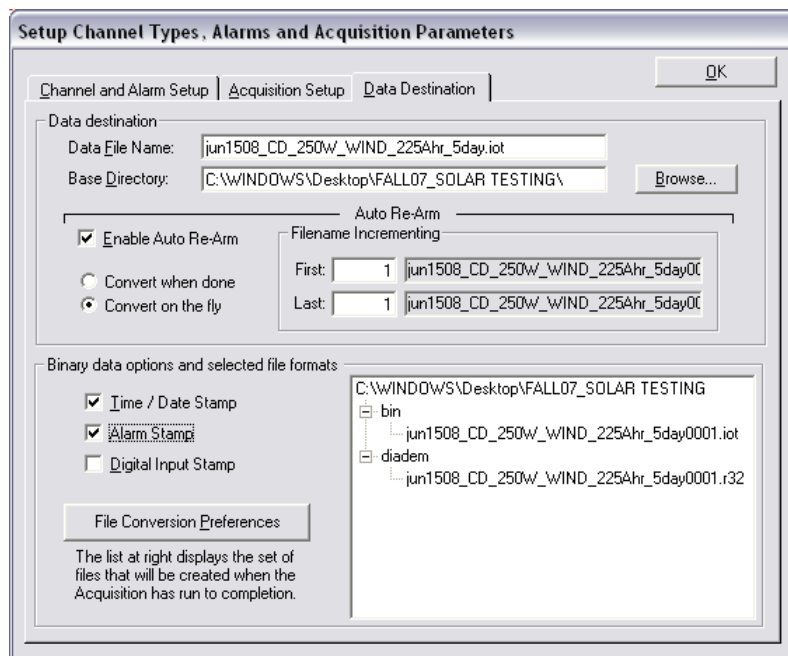 Setup Channel Types, Alarms and Acquisition Parameters
OK
Channel and Alarm Setup
Acquisition Setup
Data Destination
Data destination
Data File Name:
jun1508_CD_250W_WIND_225Ahr_5day.iot
Base Directory:
C:\WINDOWS\Desktop\FALL07_SOLAR TESTING\
Browse...
Auto Re-Arm
Enable Auto Re-Arm
Filename Incrementing
Convert when done
First:
1
jun1508_CD_250W_WIND_225Ahr_5day00
Convert on the fly
Last:
1
jun1508_CD_250W_WIND_225Ahr_5day00
Binary data options and selected file formats
Time / Date Stamp
Alarm Stamp
Digital Input Stamp
File Conversion Preferences
The list at right displays the set of
files that will be created when the
Acquisition has run to completion.
C:\WINDOWS\Desktop\FALL07_SOLAR TESTING
bin
jun1508_CD_250W_WIND_225Ahr_5day0001.iot
diadem
jun1508_CD_250W_WIND_225Ahr_5day0001.r32